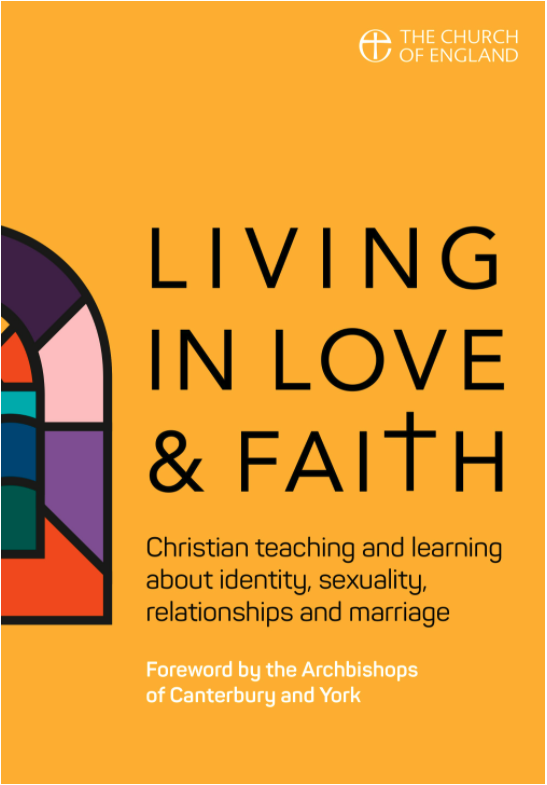 THE CHURCH
OF ENGLAND
LIVING
IN LOVE
& FAITH
Christian teaching and learning
about identity, sexuality,
relationships and marriage
Foreword by the Archbishops
of Canterbury and York